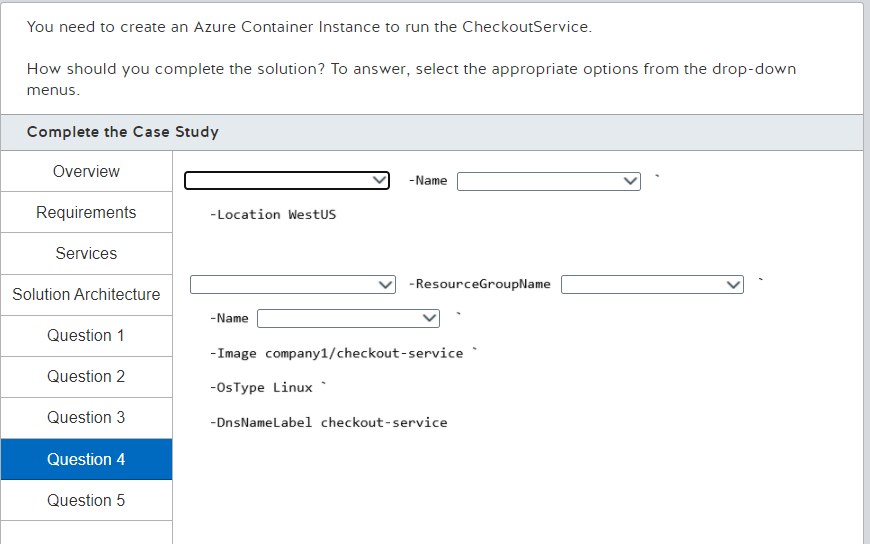 You need to create an Azure Container Instance to run the CheckoutService.
How should you complete the solution? To answer, select the appropriate options from the drop-down
menus.
Complete the Case Study
Overview
Requirements
Services
Solution Architecture
Question 1
Question 2
Question 3
Question 4
Question 5
-Name `
-Location WestUS
-ResourceGroupName `
-Name `
-Image company1/checkout-service `
-OsType Linux `
-DnsNameLabel checkout-service